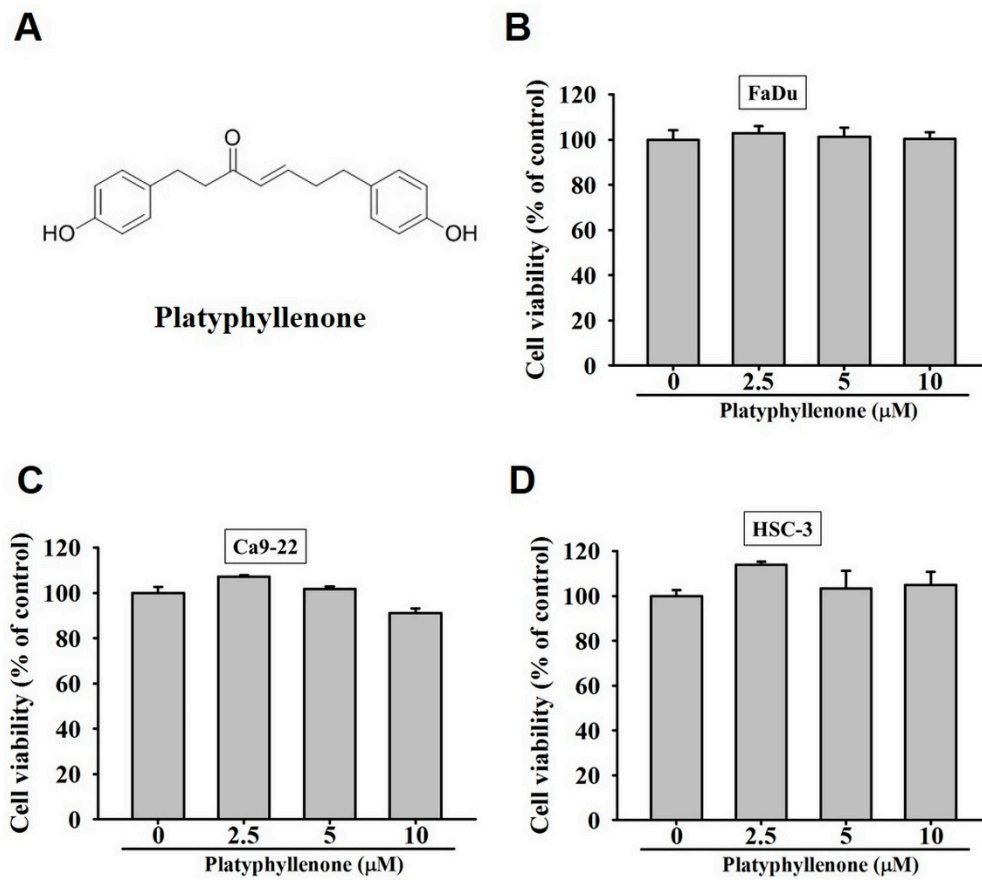 A
O
HO
OH
Platyphyllenone
B
FaDu
Cell viability (% of control)
120
100
80
60
40
20
0
0 2.5 5 10
Platyphyllenone (μM)
C
Ca9-22
Cell viability (% of control)
120
100
80
60
40
20
0
0 2.5 5 10
Platyphyllenone (μM)
D
HSC-3
Cell viability (% of control)
120
100
80
60
40
20
0
0 2.5 5 10
Platyphyllenone (μM)